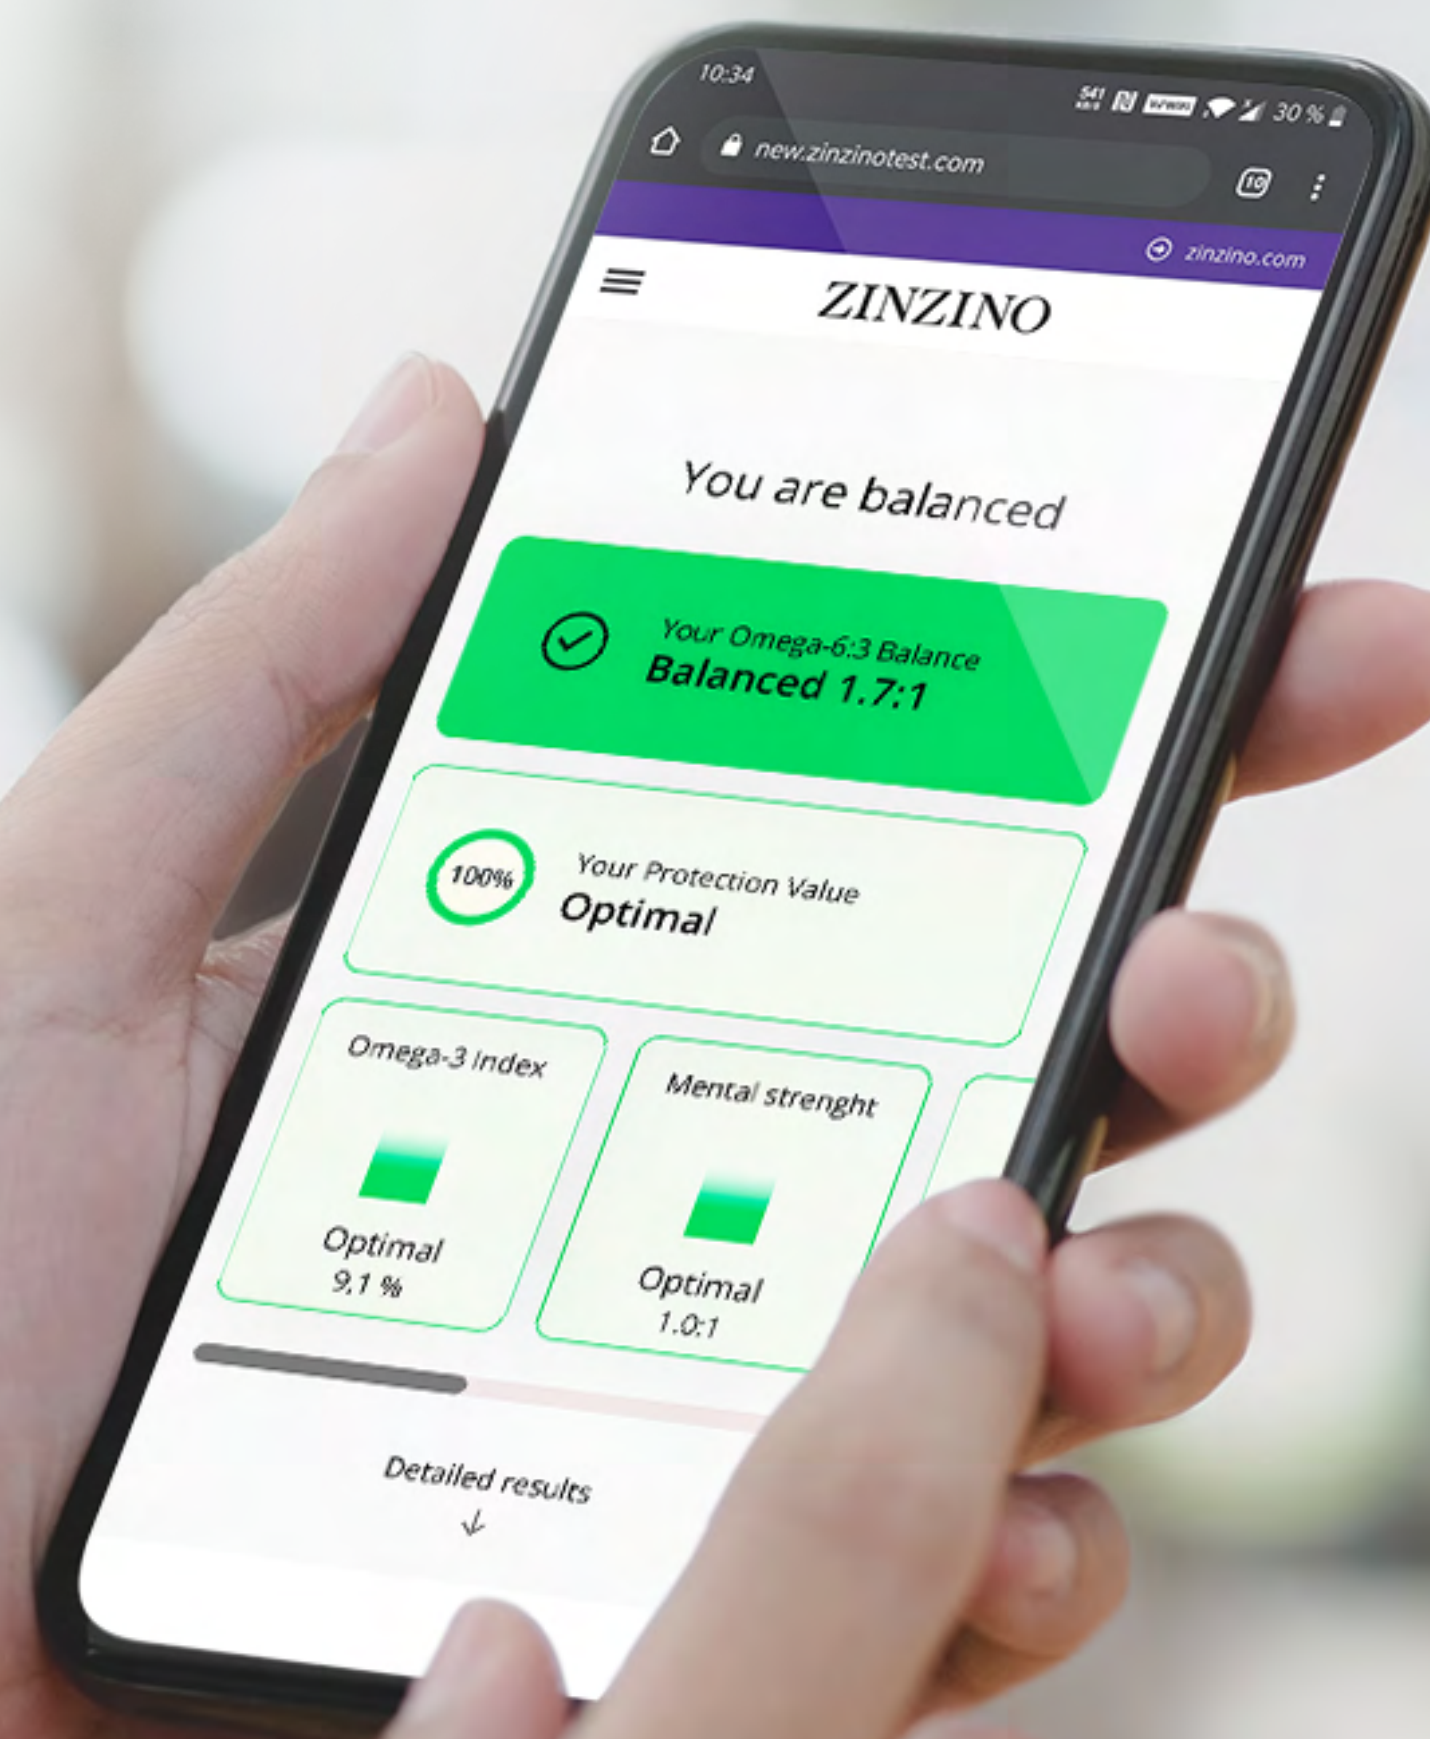 10:34
541
30 %
new.zinzinotest.com
10
zinzino.com
ZINZINO
You are balanced
Your Omega-6:3 Balance
Balanced 1.7:1
100%
Your Protection Value
Optimal
Omega-3 index
Optimal
9,1 %
Mental strenght
Optimal
1.0:1
Detailed results